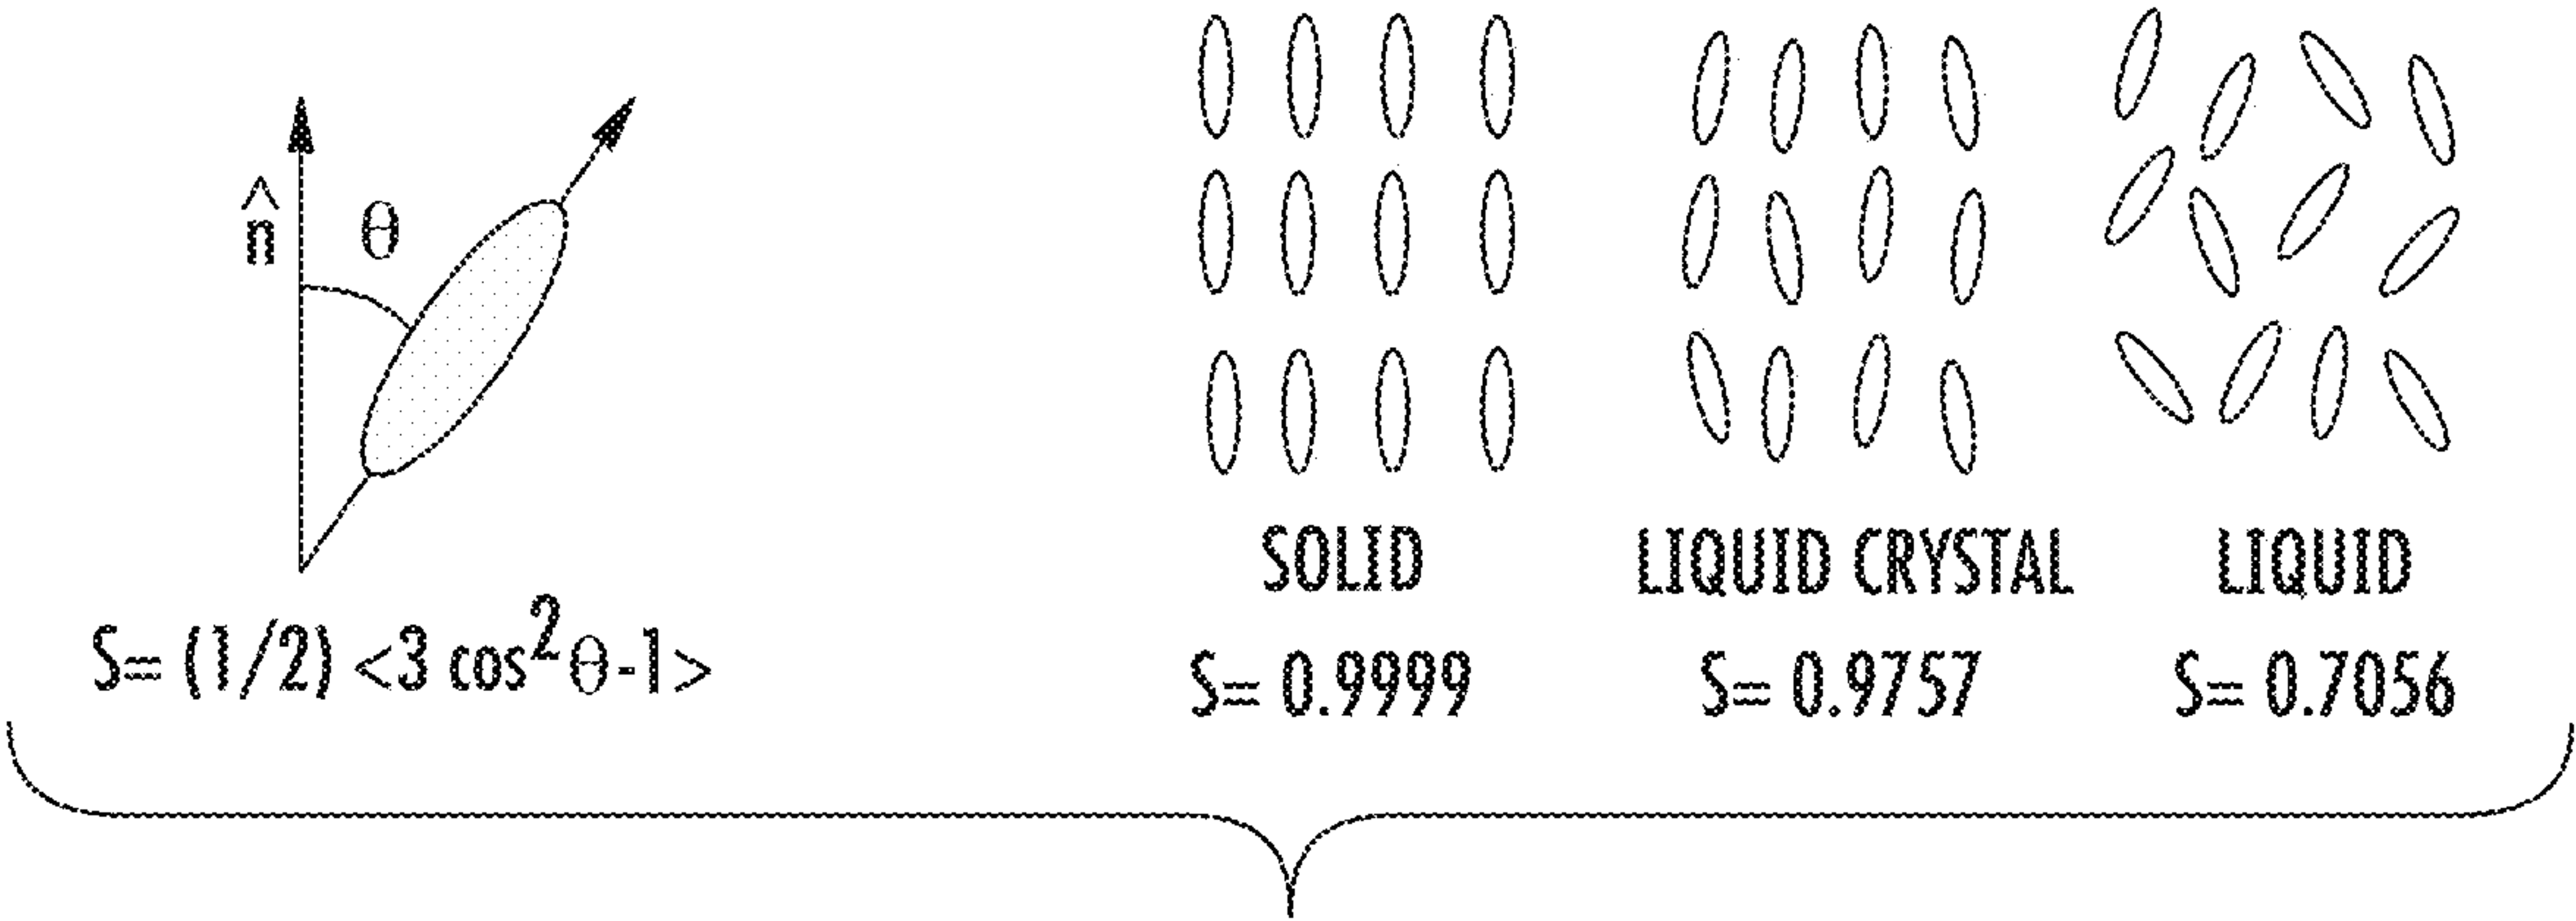 n̂
θ
S= (1/2) <3 cos²θ-1>
SOLID
S= 0.9999
LIQUID CRYSTAL
S= 0.9757
LIQUID
S= 0.7056